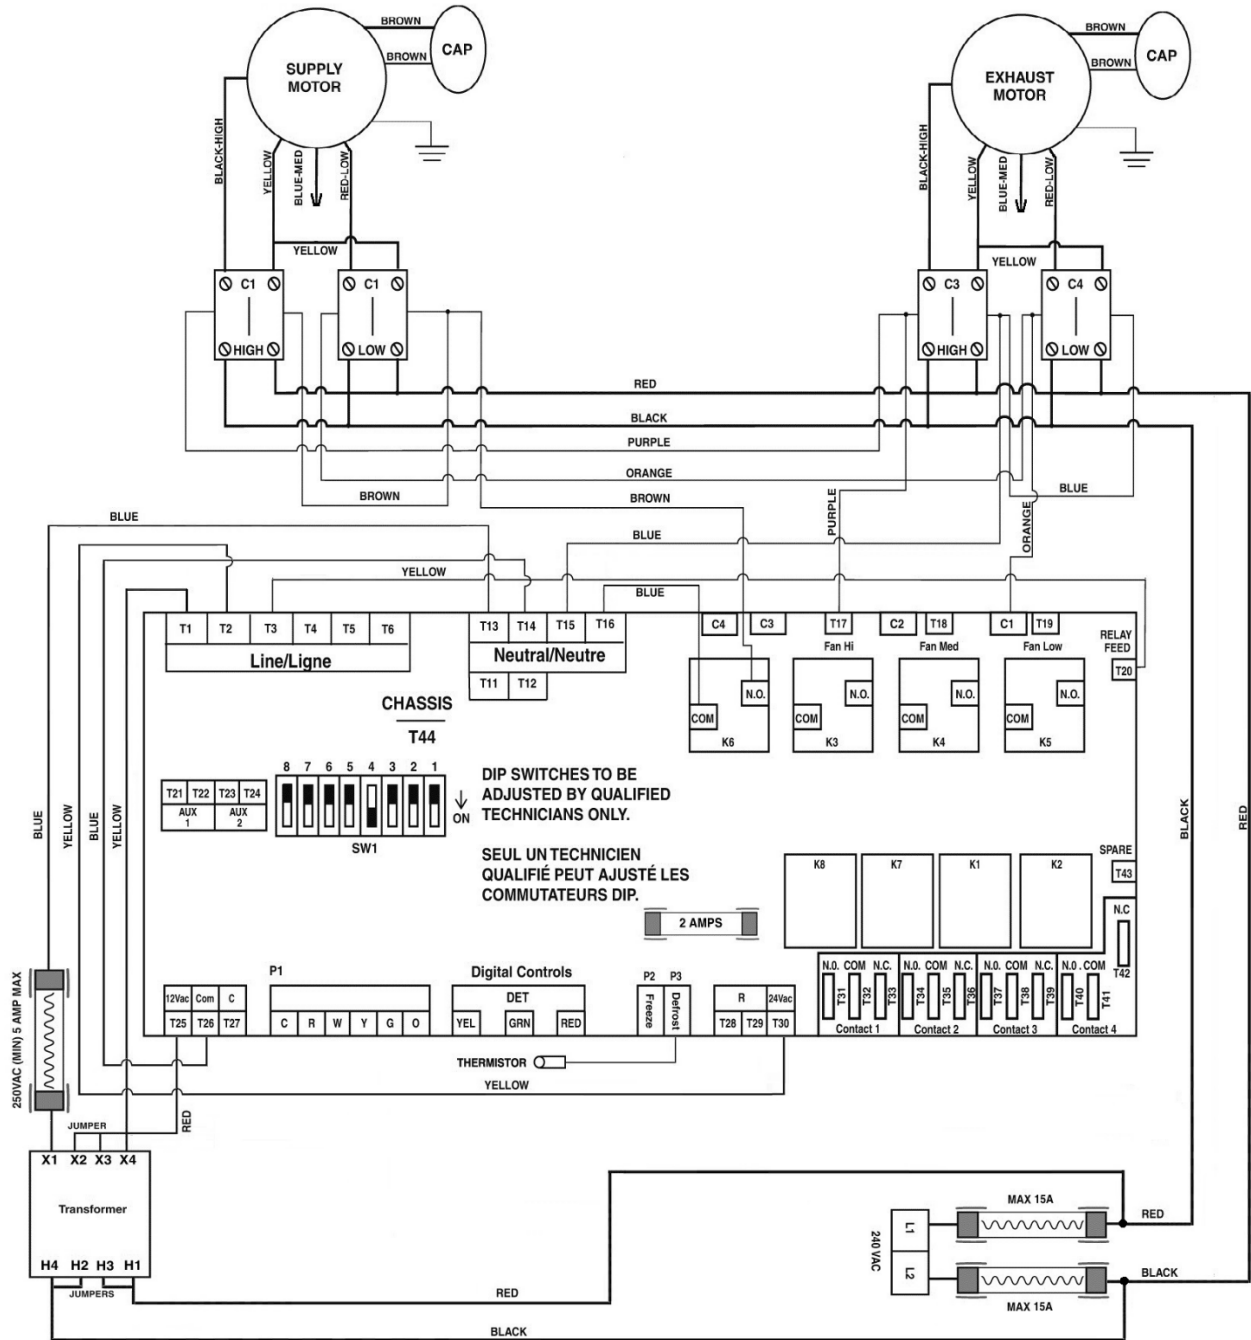 BROWN
BROWN
CAP
SUPPLY
MOTOR
BLACK-HIGH
YELLOW
BLUE-MED
RED-LOW
YELLOW
BROWN
BROWN
CAP
EXHAUST
MOTOR
BLACK-HIGH
YELLOW
BLUE-MED
RED-LOW
YELLOW
C1
HIGH
C1
LOW
C3
HIGH
C4
LOW
RED
BLACK
PURPLE
ORANGE
BROWN
BROWN
BLUE
PURPLE
ORANGE
BLUE
BLUE
YELLOW
BLUE
T1 T2 T3 T4 T5 T6
Line/Ligne
T13 T14 T15 T16
Neutral/Neutre
T11 T12
C4 C3 T17 C2 T18 C1 T19
Fan Hi Fan Med Fan Low
RELAY
FEED
T20
N.O.
COM
K6
N.O.
COM
K3
N.O.
COM
K4
N.O.
COM
K5
CHASSIS
T44
8 7 6 5 4 3 2 1
ON
SW1
T21 T22 T23 T24
AUX
1
AUX
2
DIP SWITCHES TO BE
ADJUSTED BY QUALIFIED
TECHNICIANS ONLY.
SEUL UN TECHNICIEN
QUALIFIÉ PEUT AJUSTÉ LES
COMMUTATEURS DIP.
2 AMPS
BLUE
YELLOW
BLUE
YELLOW
BLACK
RED
K8 K7 K1 K2
SPARE
T43
N.C
T42
N.O. COM N.C.
T31 T32 T33
Contact 1
N.O. COM N.C.
T34 T35 T36
Contact 2
N.O. COM N.C.
T37 T38 T39
Contact 3
N.O . COM
T40 T41
Contact 4
P1
C R W Y G O
Digital Controls
DET
YEL GRN RED
P2 P3
Freeze
Defrost
R 24Vac
T28 T29 T30
12Vac Com C
T25 T26 T27
THERMISTOR
YELLOW
RED
250VAC (MIN) 5 AMP MAX
JUMPER
X1 X2 X3 X4
Transformer
H4 H2 H3 H1
JUMPERS
RED
BLACK
240 VAC
L1
L2
MAX 15A
RED
BLACK
MAX 15A